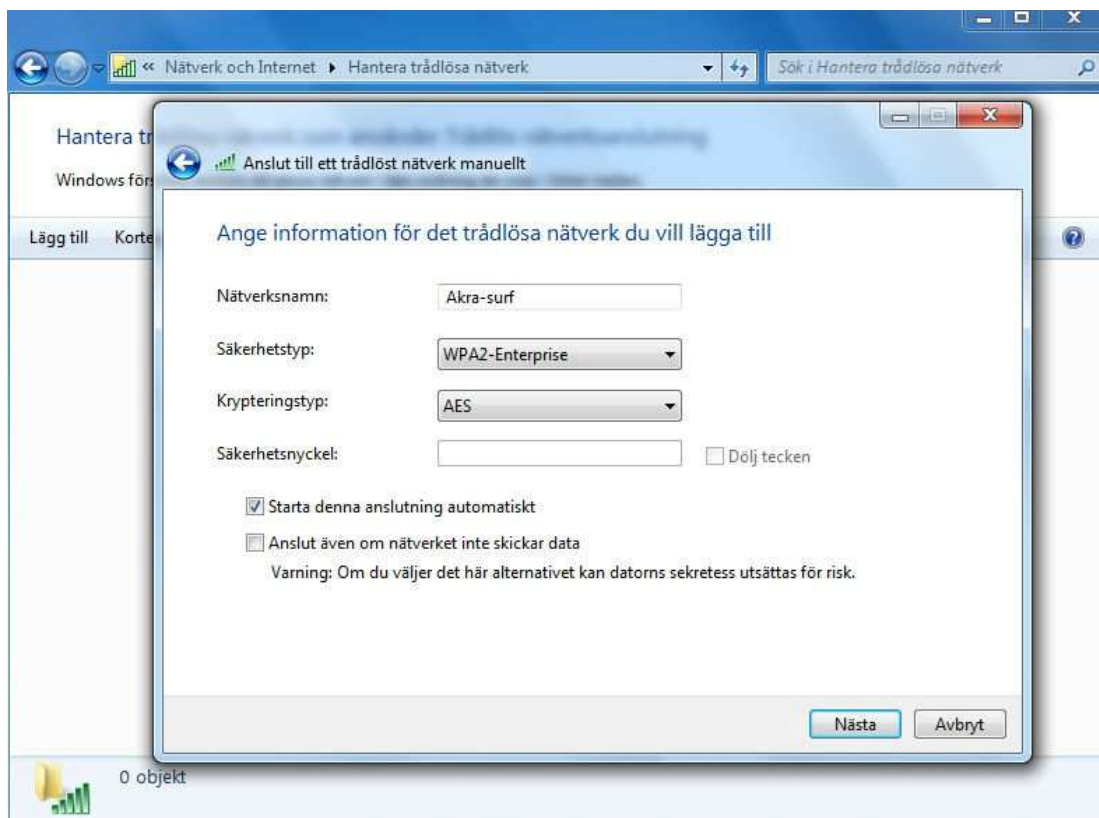 « Nätverk och Internet ▸ Hantera trådlösa nätverk
Sök i Hantera trådlösa nätverk
Hantera tr
Anslut till ett trådlöst nätverk manuellt
Windows förs
Lägg till Korte
Ange information för det trådlösa nätverk du vill lägga till
Nätverksnamn: Akra-surf
Säkerhetstyp: WPA2-Enterprise
Krypteringstyp: AES
Säkerhetsnyckel: Dölj tecken
Starta denna anslutning automatiskt
Anslut även om nätverket inte skickar data
Varning: Om du väljer det här alternativet kan datorns sekretess utsättas för risk.
Nästa Avbryt
0 objekt